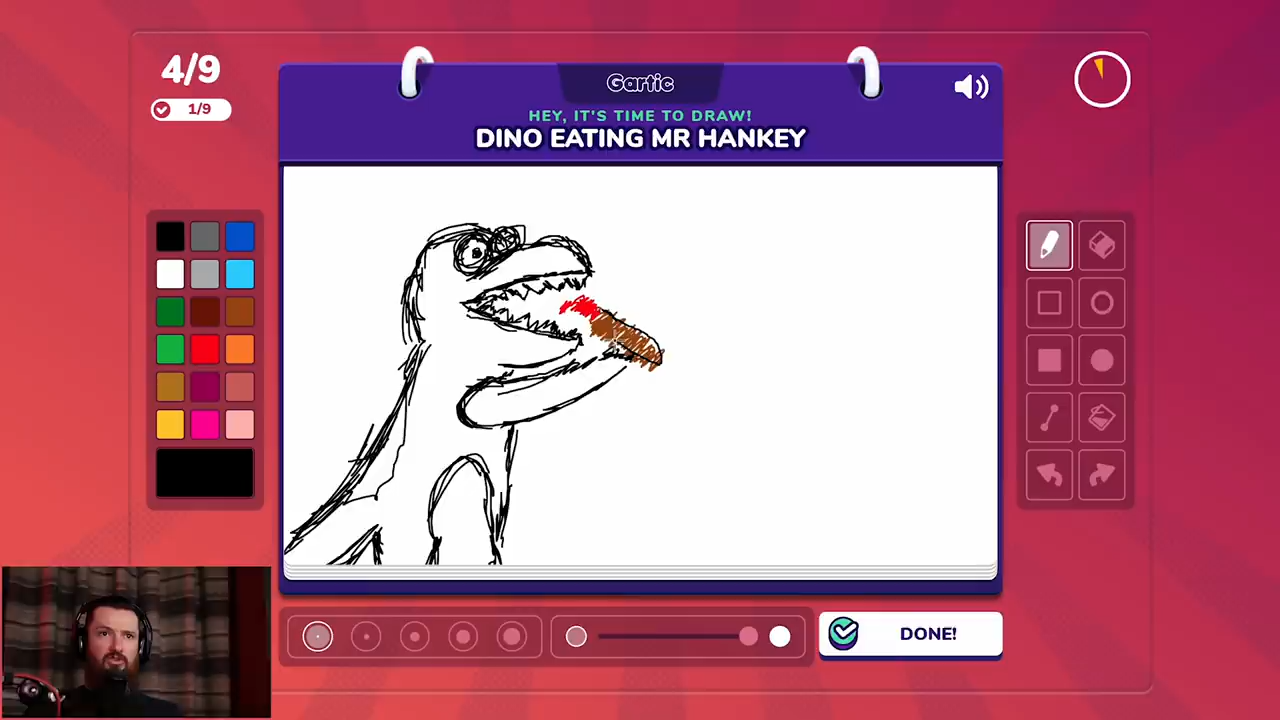 4/9
1/9
Gartic
HEY, IT'S TIME TO DRAW!
DINO EATING MR HANKEY
DONE!